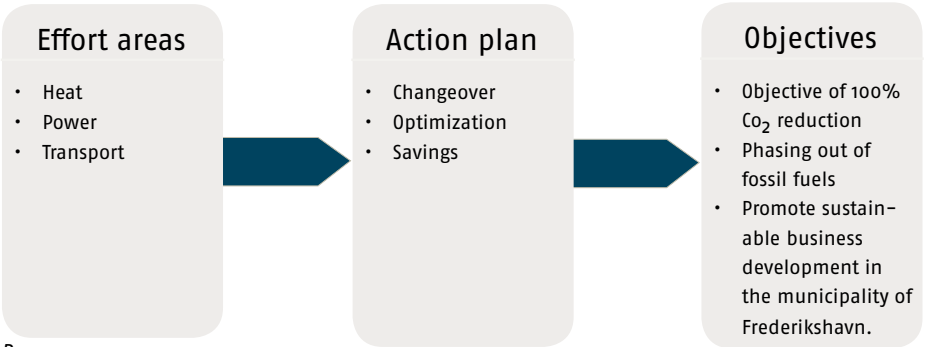 Effort areas
• Heat
• Power
• Transport
Action plan
• Changeover
• Optimization
• Savings
Objectives
• Objective of 100%
Co₂ reduction
• Phasing out of
fossil fuels
• Promote sustain-
able business
development in
the municipality of
Frederikshavn.